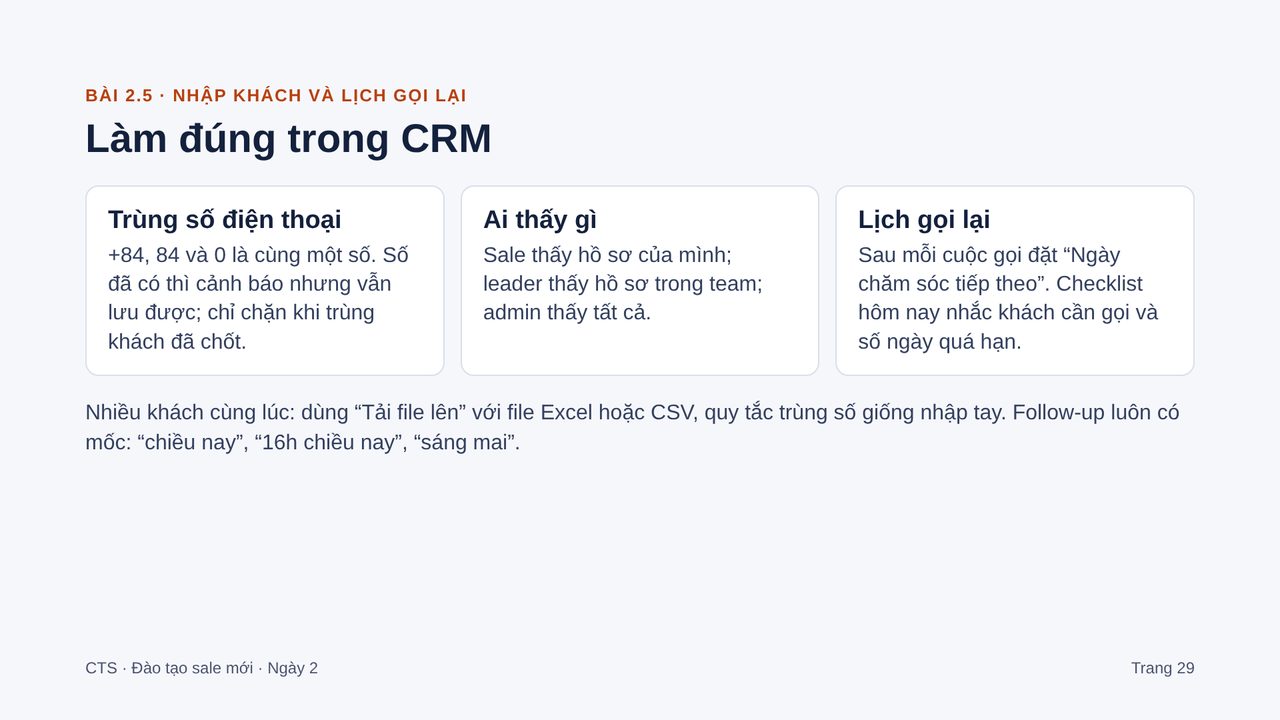 BÀI 2.5 · NHẬP KHÁCH VÀ LỊCH GỌI LẠI
Làm đúng trong CRM
Trùng số điện thoại
+84, 84 và 0 là cùng một số. Số
đã có thì cảnh báo nhưng vẫn
lưu được; chỉ chặn khi trùng
khách đã chốt.
Ai thấy gì
Sale thấy hồ sơ của mình;
leader thấy hồ sơ trong team;
admin thấy tất cả.
Lịch gọi lại
Sau mỗi cuộc gọi đặt “Ngày
chăm sóc tiếp theo”. Checklist
hôm nay nhắc khách cần gọi và
số ngày quá hạn.
Nhiều khách cùng lúc: dùng “Tải file lên” với file Excel hoặc CSV, quy tắc trùng số giống nhập tay. Follow-up luôn có
mốc: “chiều nay”, “16h chiều nay”, “sáng mai”.
CTS · Đào tạo sale mới · Ngày 2
Trang 29